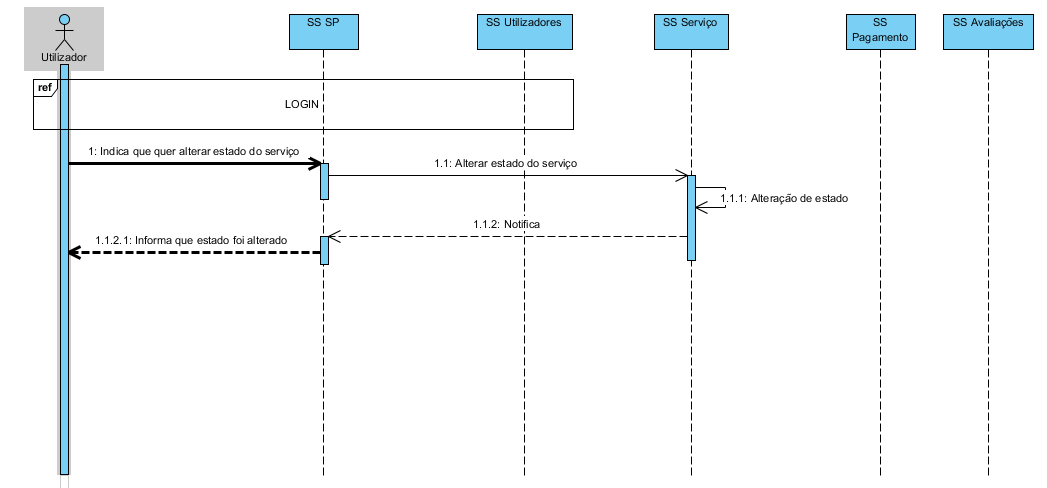 SS SP
SS Utilizadores
SS Serviço
SS
Pagamento
SS Avaliações
Utilizador
ref
LOGIN
1: Indica que quer alterar estado do serviço
1.1: Alterar estado do serviço
1.1.1: Alteração de estado
1.1.2: Notifica
1.1.2.1: Informa que estado foi alterado